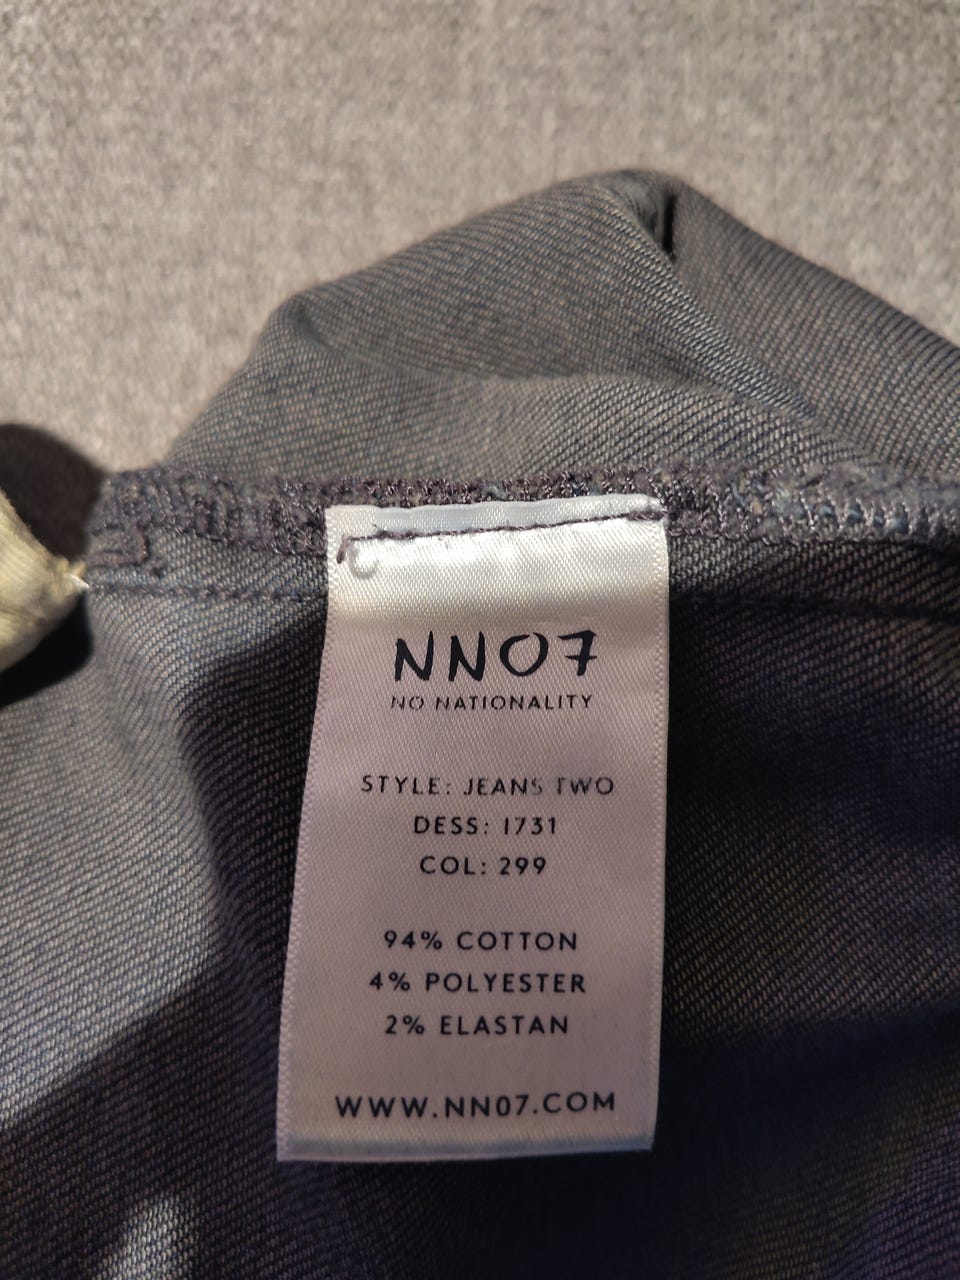 NN07
NO NATIONALITY
STYLE: JEANS TWO
DESS: 1731
COL: 299
94% COTTON
4% POLYESTER
2% ELASTAN
WWW.NN07.COM